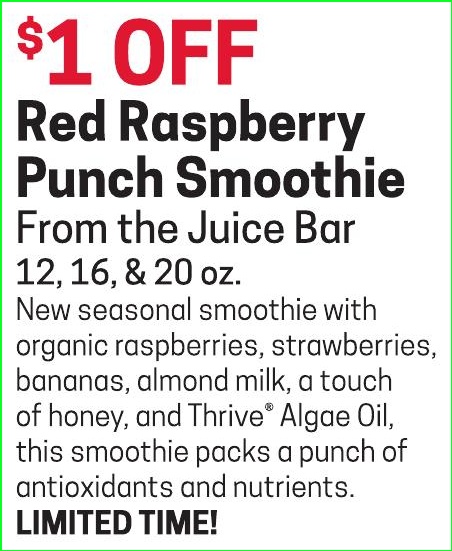 $1 OFF
Red Raspberry
Punch Smoothie
From the Juice Bar
12, 16, & 20 oz.
New seasonal smoothie with
organic raspberries, strawberries,
bananas, almond milk, a touch
of honey, and Thrive® Algae Oil,
this smoothie packs a punch of
antioxidants and nutrients.
LIMITED TIME!